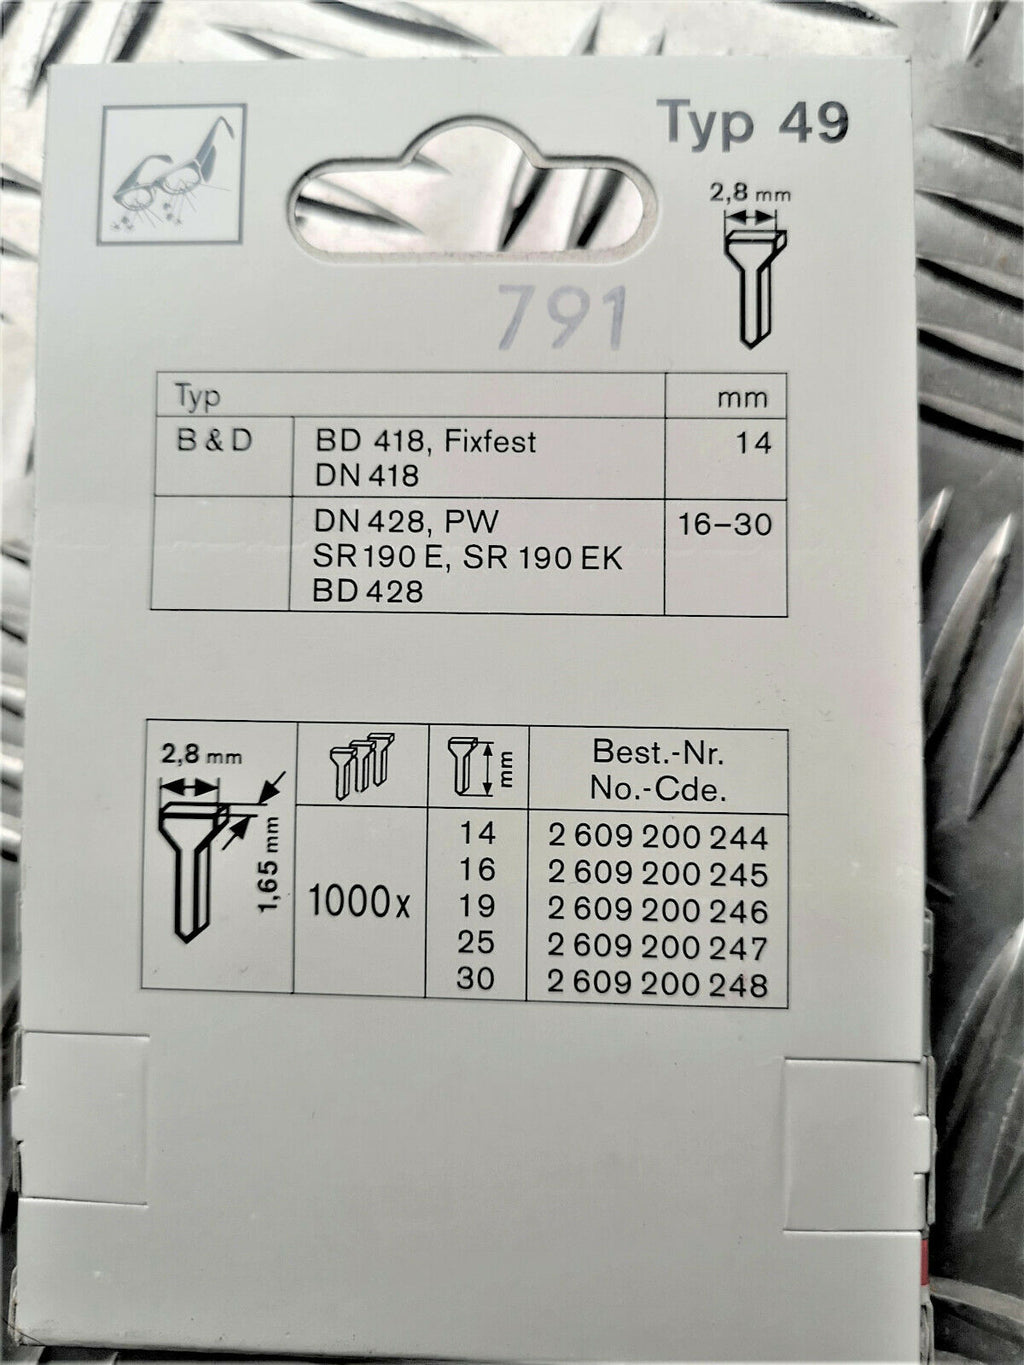 Typ 49
2,8 mm
791
Typ mm
B & D BD 418, Fixfest 14
DN 418
DN 428, PW 16–30
SR 190 E, SR 190 EK
BD 428
2,8 mm
1,65 mm
mm
Best.-Nr.
No.-Cde.
1000x
14 2 609 200 244
16 2 609 200 245
19 2 609 200 246
25 2 609 200 247
30 2 609 200 248